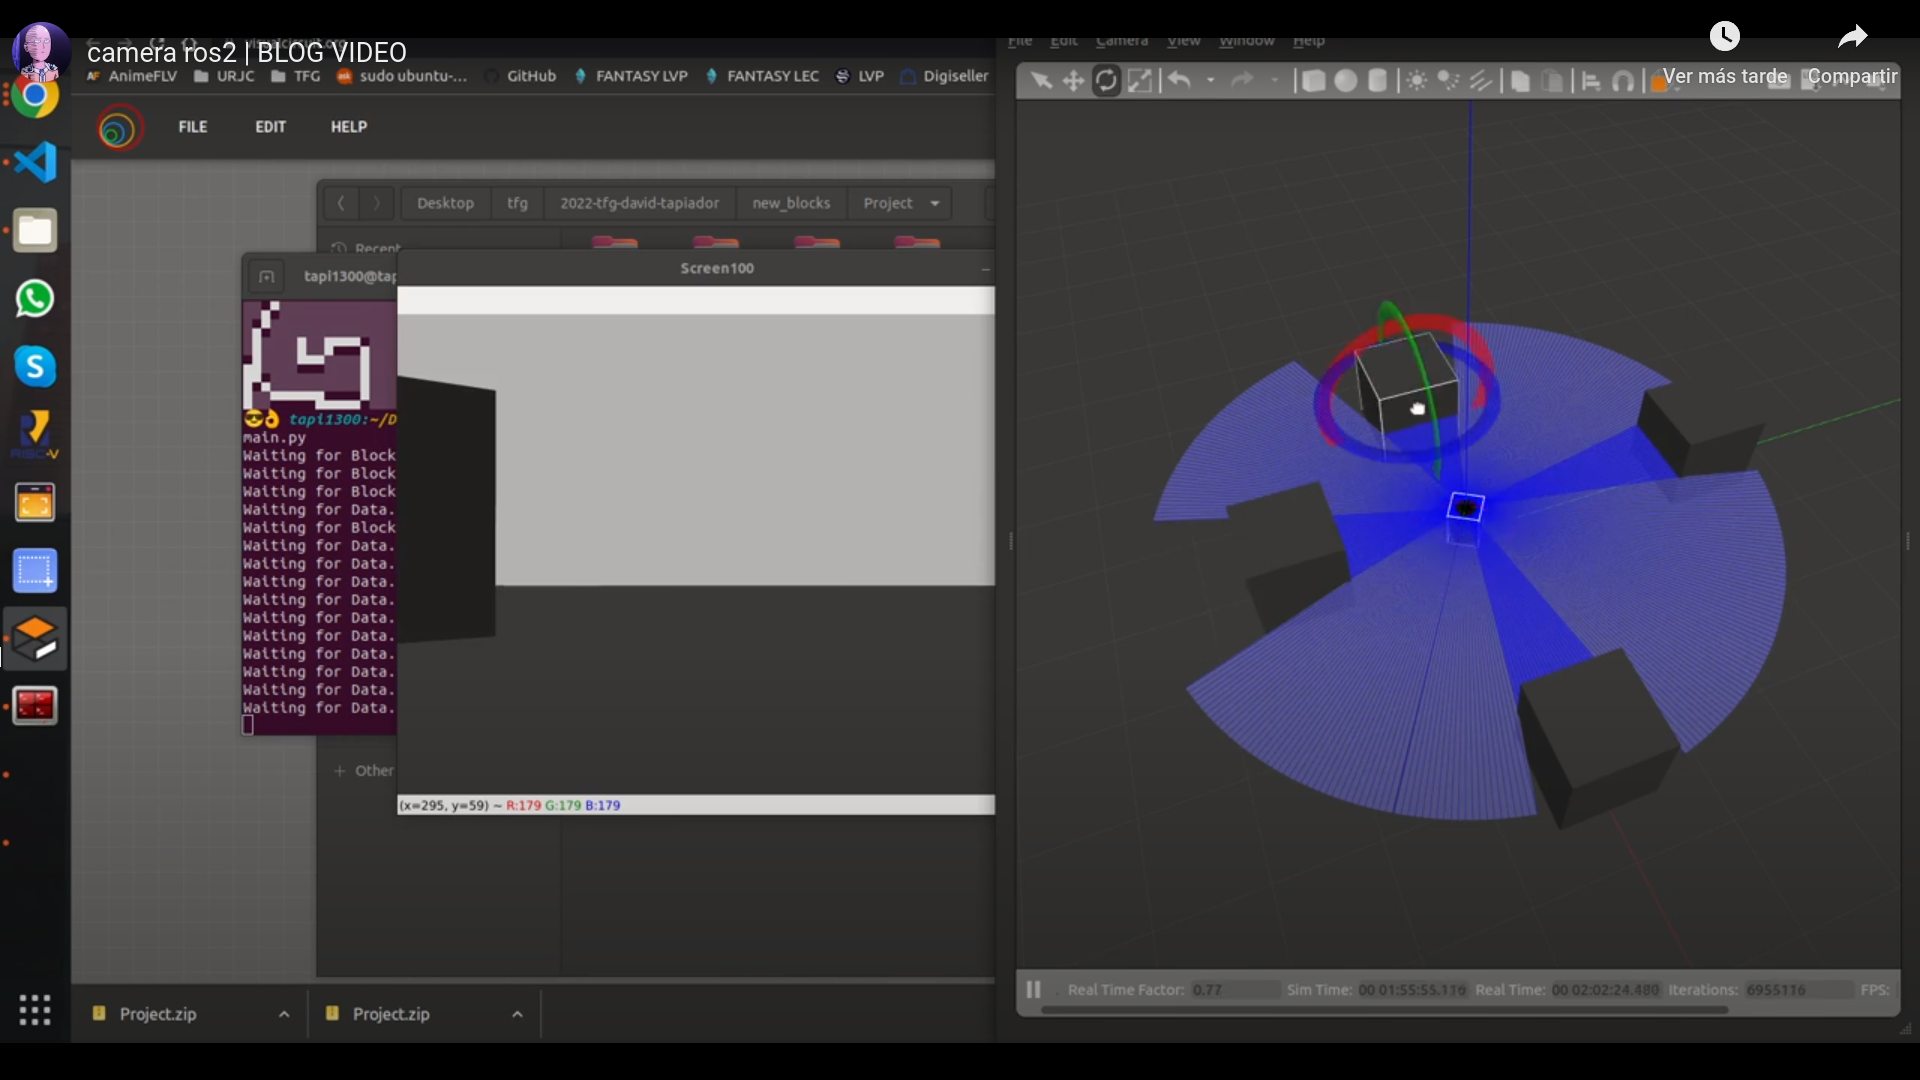 camera ros2 | BLOG VIDEO
Ver más tarde
Compartir
File Edit Camera View Window Help
AnimeFLV URJC TFG sudo ubuntu-... GitHub FANTASY LVP FANTASY LEC LVP Digiseller
FILE EDIT HELP
Desktop tfg 2022-tfg-david-tapiador new_blocks Project
Recent
tapi1300@tap
Screen100
RISC-V
tapi1300:~/D
main.py
Waiting for Block
Waiting for Block
Waiting for Block
Waiting for Data.
Waiting for Block
Waiting for Data.
Waiting for Data.
Waiting for Data.
Waiting for Data.
Waiting for Data.
Waiting for Data.
Waiting for Data.
Waiting for Data.
Waiting for Data.
Waiting for Data.
+ Other
(x=295, y=59) ~ R:179 G:179 B:179
Real Time Factor: 0.77 Sim Time: 00 01:55:55.116 Real Time: 00 02:02:24.480 Iterations: 6955116 FPS:
Project.zip
Project.zip